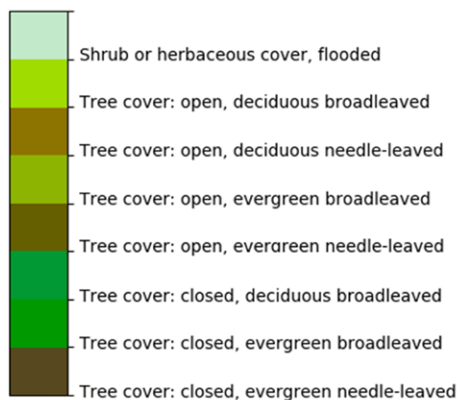 Shrub or herbaceous cover, flooded
Tree cover: open, deciduous broadleaved
Tree cover: open, deciduous needle-leaved
Tree cover: open, evergreen broadleaved
Tree cover: open, evergreen needle-leaved
Tree cover: closed, deciduous broadleaved
Tree cover: closed, evergreen broadleaved
Tree cover: closed, evergreen needle-leaved